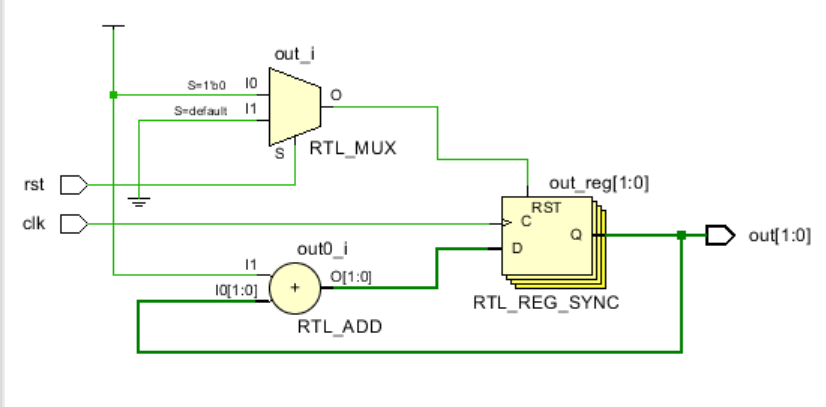 out_i
S=1'b0
I0
S=default
I1
O
S
RTL_MUX
rst
clk
out_reg[1:0]
RST
C
D
Q
RTL_REG_SYNC
out[1:0]
out0_i
I1
I0[1:0]
+
O[1:0]
RTL_ADD